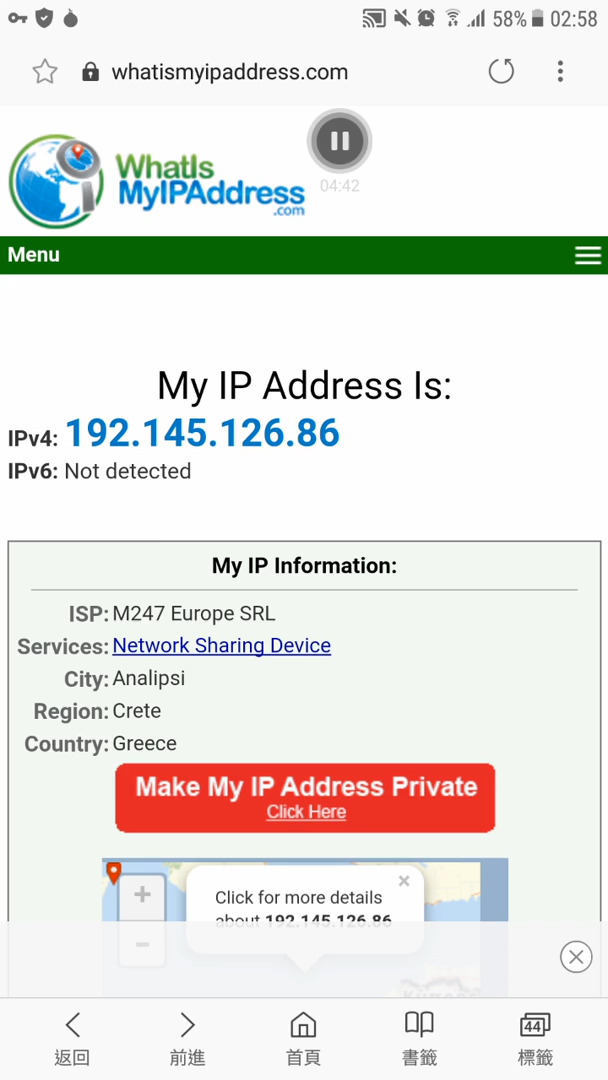 58% 02:58
whatismyipaddress.com
WhatIs
MyIPAddress
.com
04:42
Menu
My IP Address Is:
IPv4: 192.145.126.86
IPv6: Not detected
My IP Information:
ISP: M247 Europe SRL
Services: Network Sharing Device
City: Analipsi
Region: Crete
Country: Greece
Make My IP Address Private
Click Here
+
Click for more details ×
about 192.145.126.86
−
44
返回 前進 首頁 書籤 標籤